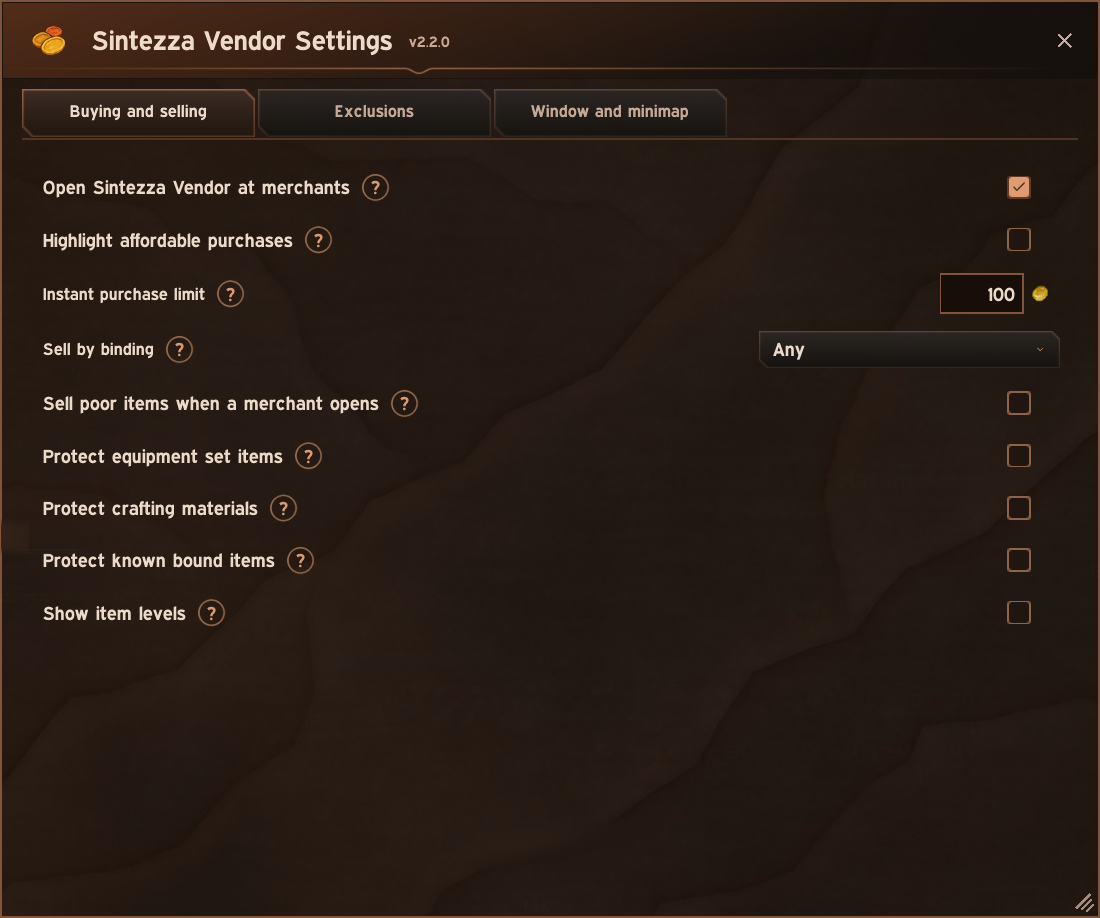 Sintezza Vendor Settings v2.2.0
Buying and selling Exclusions Window and minimap
Open Sintezza Vendor at merchants ?
Highlight affordable purchases ?
Instant purchase limit ? 100
Sell by binding ? Any
Sell poor items when a merchant opens ?
Protect equipment set items ?
Protect crafting materials ?
Protect known bound items ?
Show item levels ?